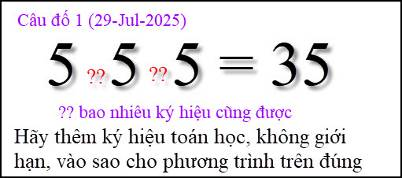 Câu đố 1 (29-Jul-2025)
5 ?? 5 ?? 5 = 35
?? bao nhiêu ký hiệu cũng được
Hãy thêm ký hiệu toán học, không giới
hạn, vào sao cho phương trình trên đúng